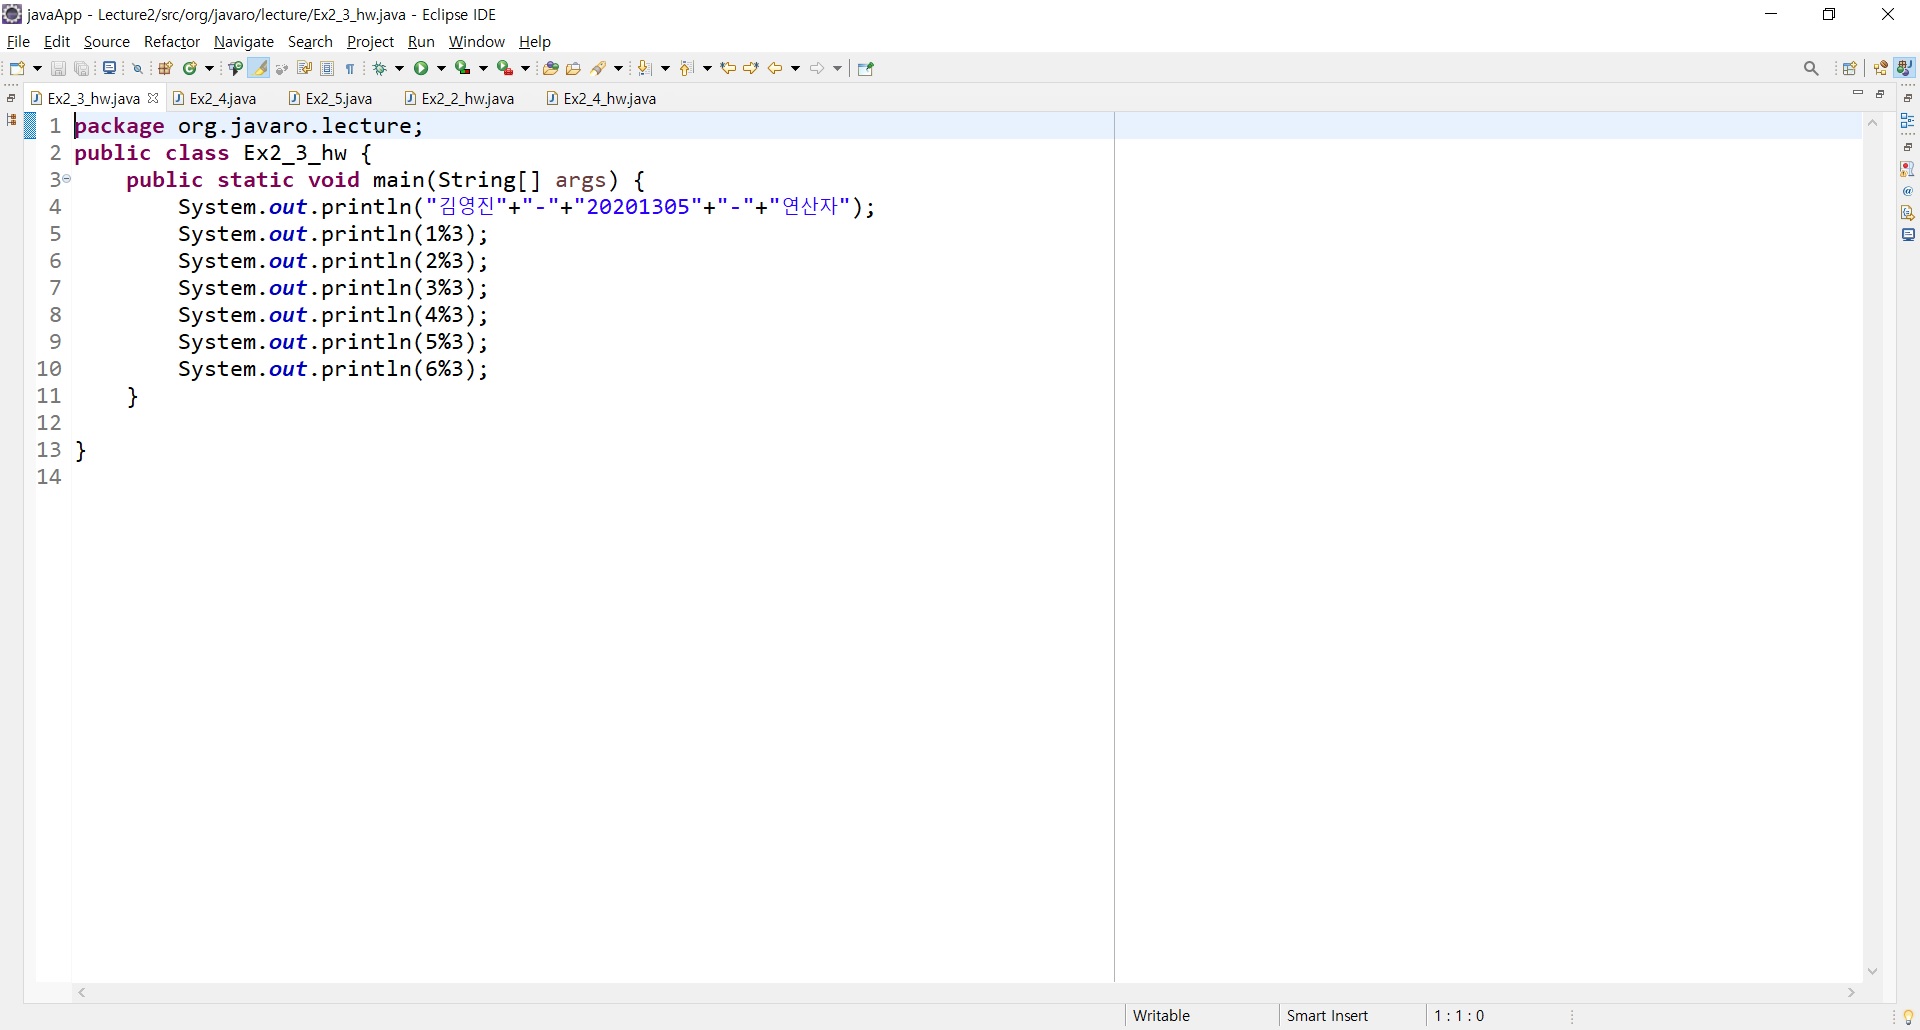 javaApp - Lecture2/src/org/javaro/lecture/Ex2_3_hw.java - Eclipse IDE
File Edit Source Refactor Navigate Search Project Run Window Help
Ex2_3_hw.java Ex2_4.java Ex2_5.java Ex2_2_hw.java Ex2_4_hw.java
1 package org.javaro.lecture;
2 public class Ex2_3_hw {
3 public static void main(String[] args) {
4 System.out.println("김영진"+"-"+"20201305"+"-"+"연산자");
5 System.out.println(1%3);
6 System.out.println(2%3);
7 System.out.println(3%3);
8 System.out.println(4%3);
9 System.out.println(5%3);
10 System.out.println(6%3);
11 }
12
13 }
14
Writable Smart Insert 1 : 1 : 0